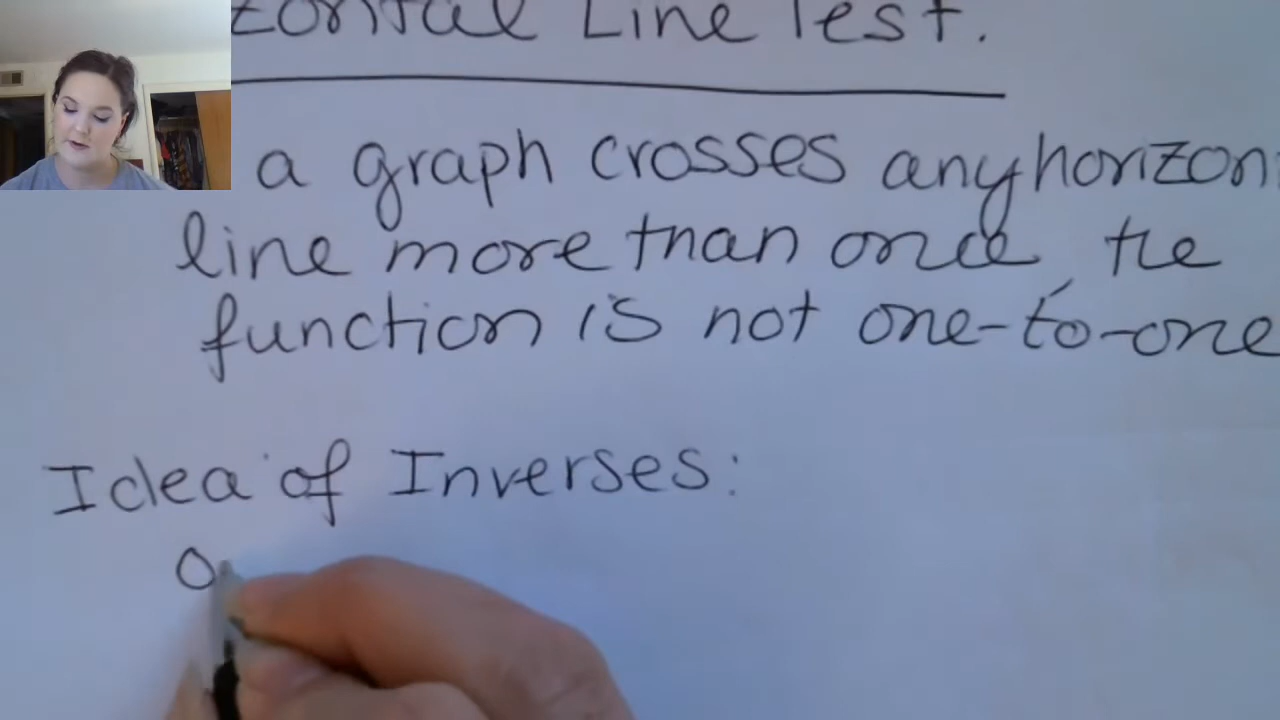 zontal Line Test.
a graph crosses any horizon
line more than once, the
function is not one-to-one
Idea of Inverses:
O